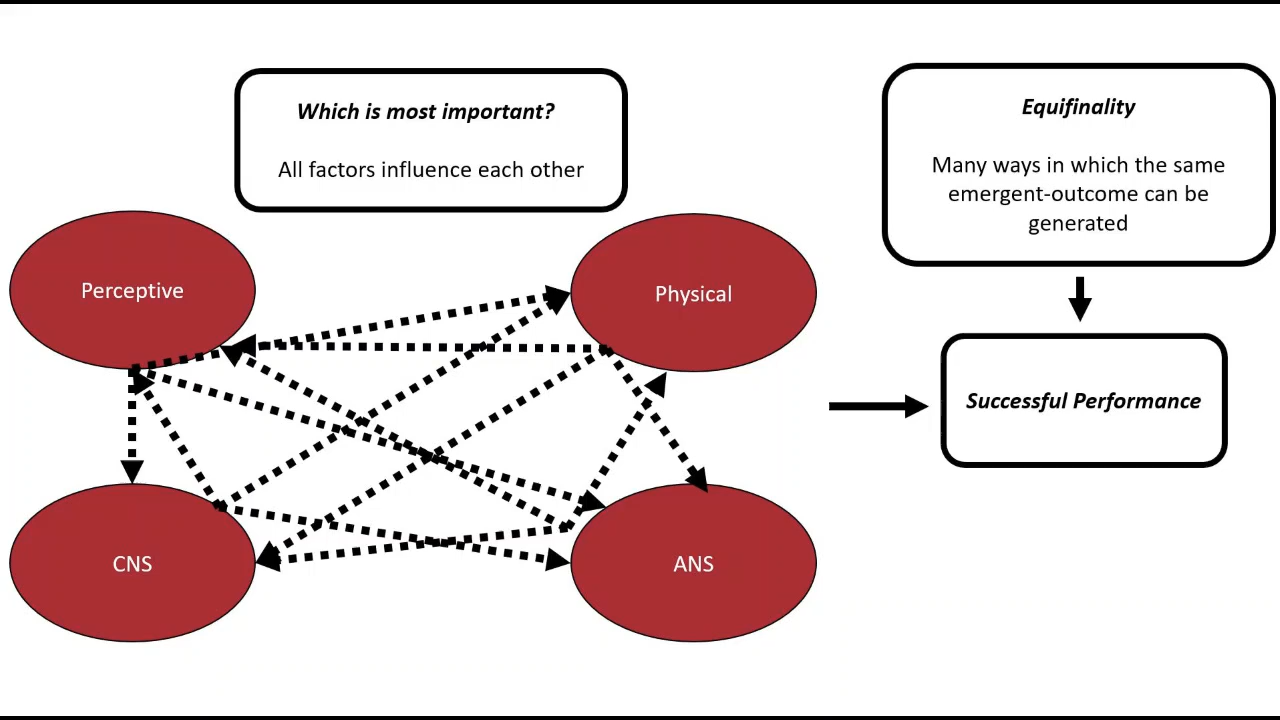 Which is most important?
All factors influence each other
Equifinality
Many ways in which the same
emergent-outcome can be
generated
Perceptive
Physical
Successful Performance
CNS
ANS